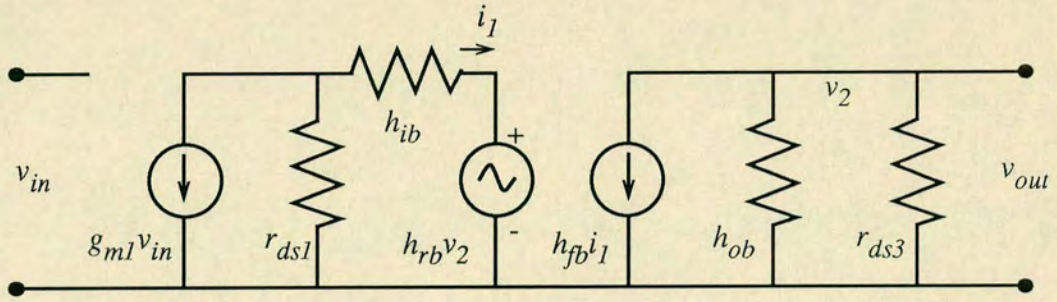 i1
v2
hib
+
vin
vout
gm1vin
rds1
hrbv2
-
hfbi1
hob
rds3